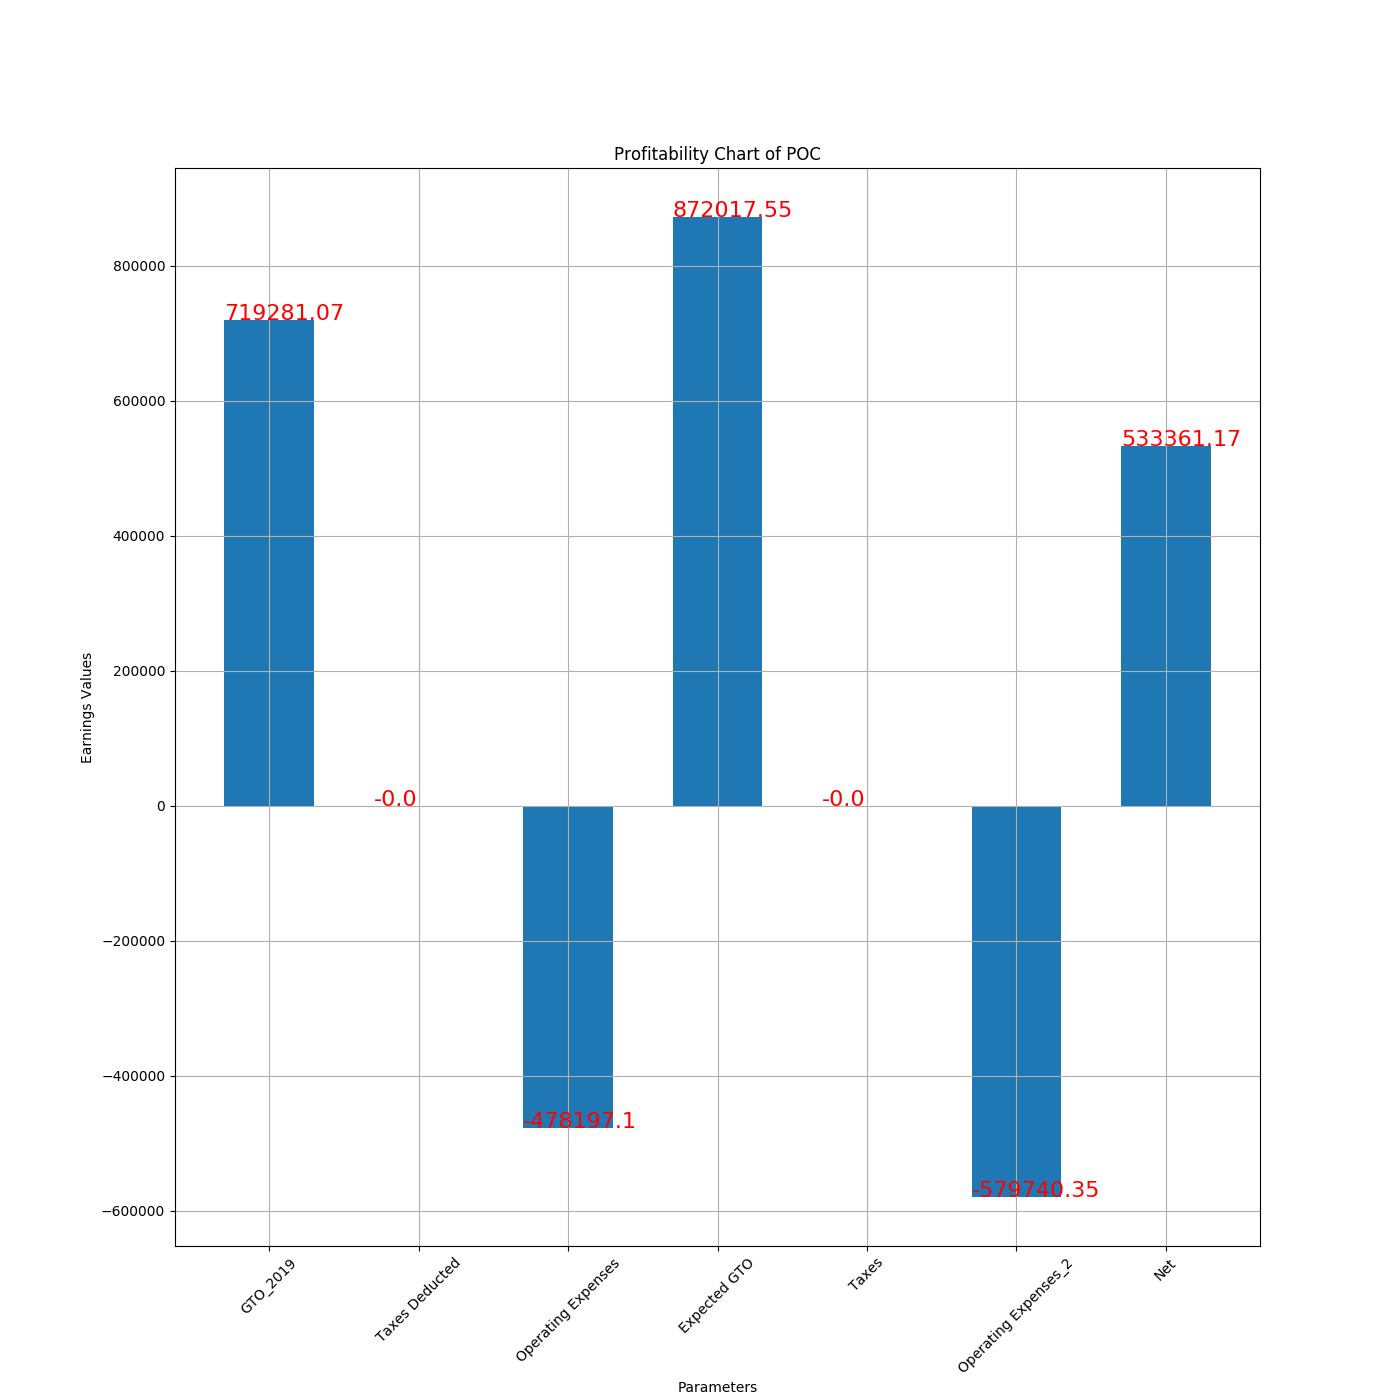 Profitability Chart of POC
872017.55
800000
719281.07
600000
533361.17
400000
200000
Earnings Values
0
-0.0
-0.0
−200000
−400000
-478197.1
-579740.35
−600000
GTO_2019
Taxes Deducted
Operating Expenses
Expected GTO
Taxes
Operating Expenses_2
Net
Parameters